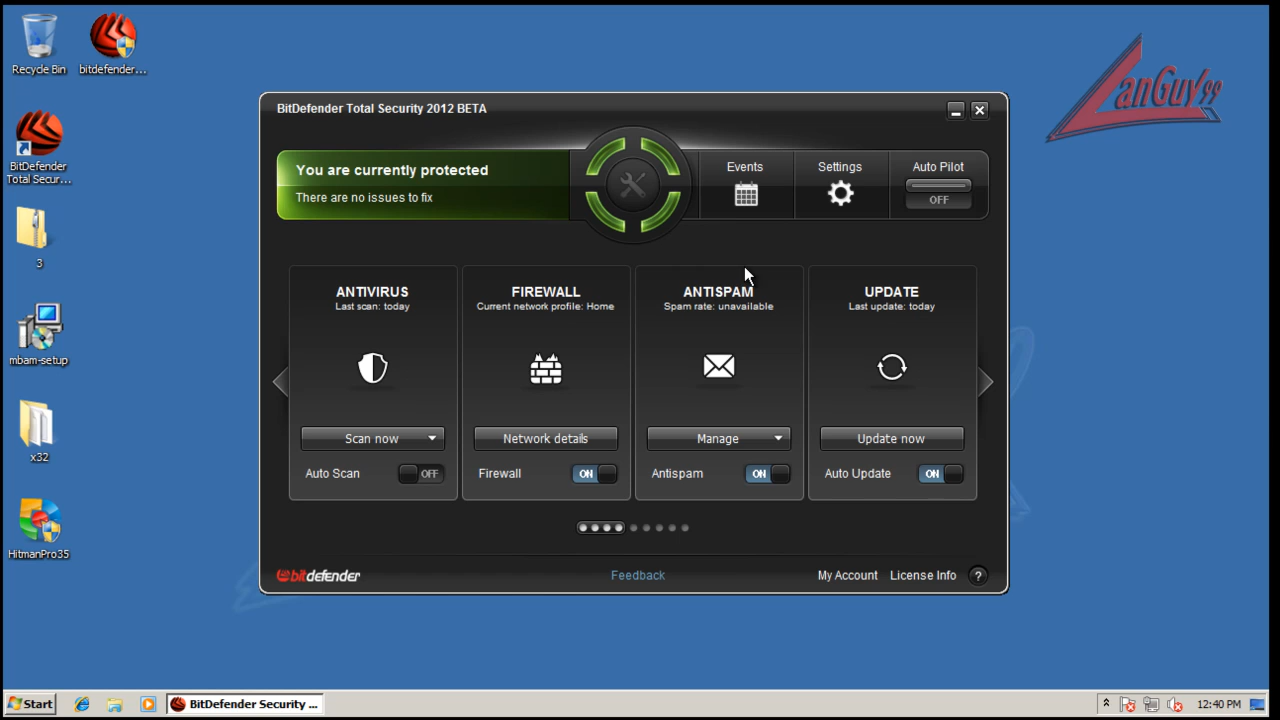 Recycle Bin
bitdefender...
BitDefender
Total Secur...
3
mbam-setup
x32
HitmanPro35
LanGuy99
BitDefender Total Security 2012 BETA
You are currently protected
There are no issues to fix
Events
Settings
Auto Pilot
OFF
ANTIVIRUS
Last scan: today
Scan now
Auto Scan
OFF
FIREWALL
Current network profile: Home
Network details
Firewall
ON
ANTISPAM
Spam rate: unavailable
Manage
Antispam
ON
UPDATE
Last update: today
Update now
Auto Update
ON
bitdefender
Feedback
My Account
License Info
?
Start
BitDefender Security ...
12:40 PM